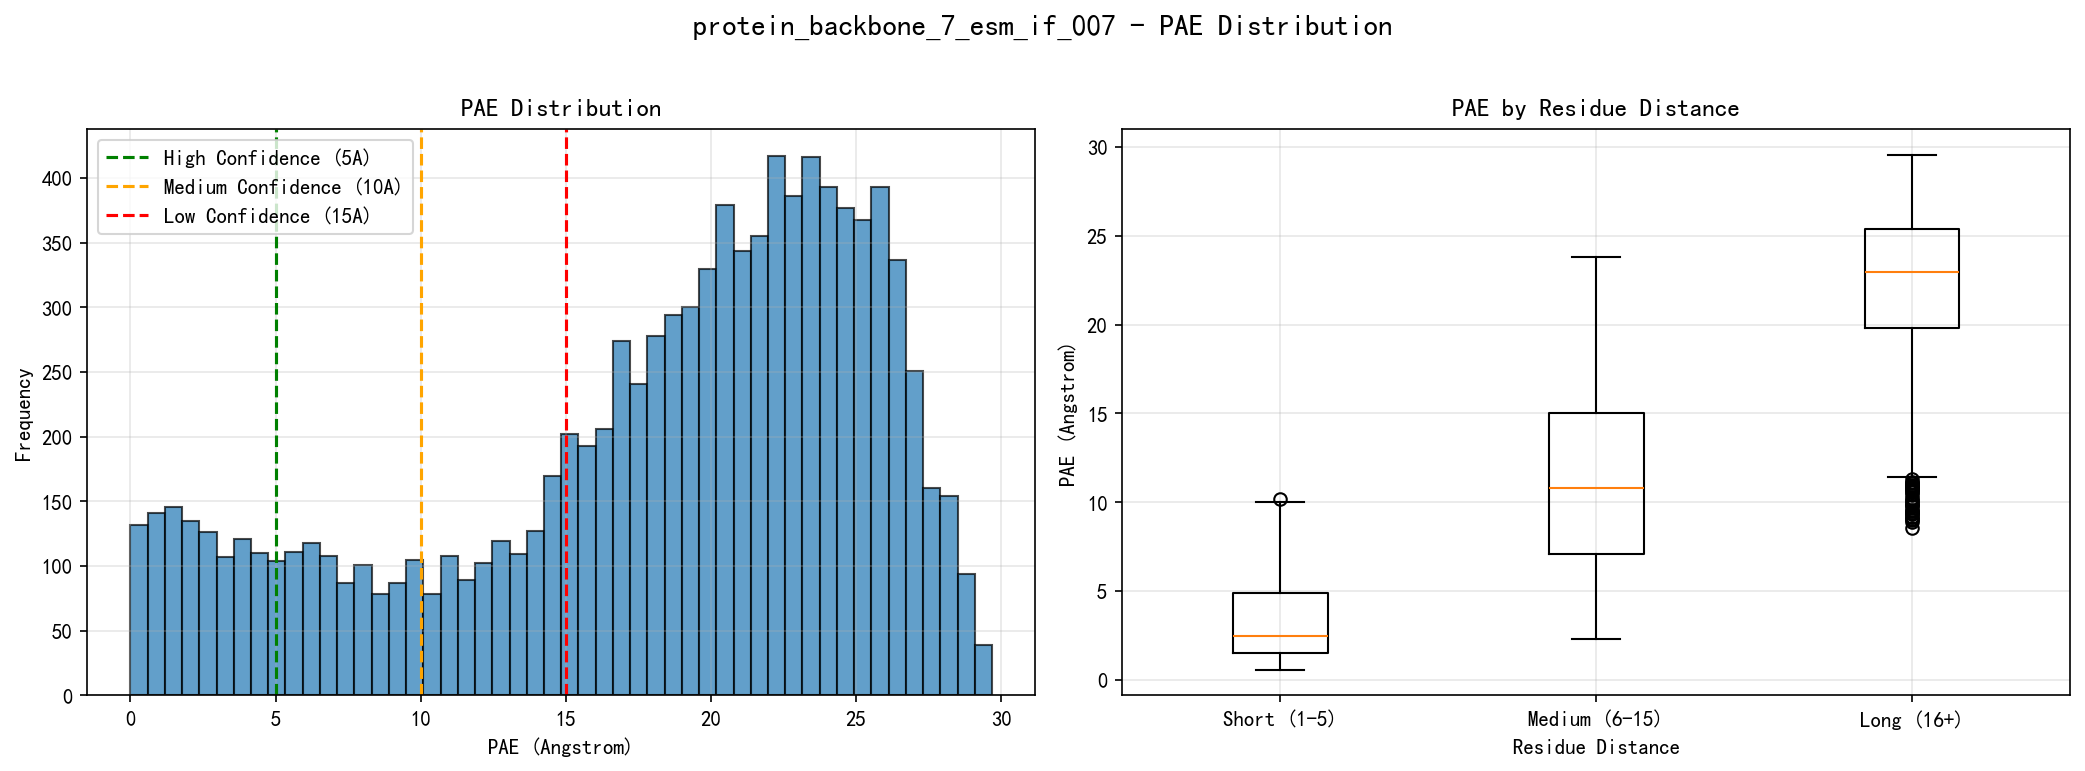 protein_backbone_7_esm_if_007 - PAE Distribution
PAE Distribution
High Confidence (5A)
Medium Confidence (10A)
Low Confidence (15A)
Frequency
400
350
300
250
200
150
100
50
0
0 5 10 15 20 25 30
PAE (Angstrom)
PAE by Residue Distance
PAE (Angstrom)
30
25
20
15
10
5
0
Short (1-5) Medium (6-15) Long (16+)
Residue Distance